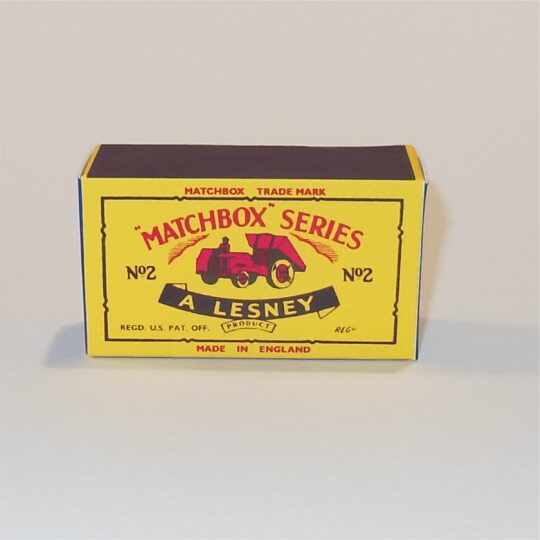 MATCHBOX TRADE MARK
"MATCHBOX" SERIES
No2 No2
A LESNEY
PRODUCT
REGD. U.S. PAT. OFF. REGD
MADE IN ENGLAND